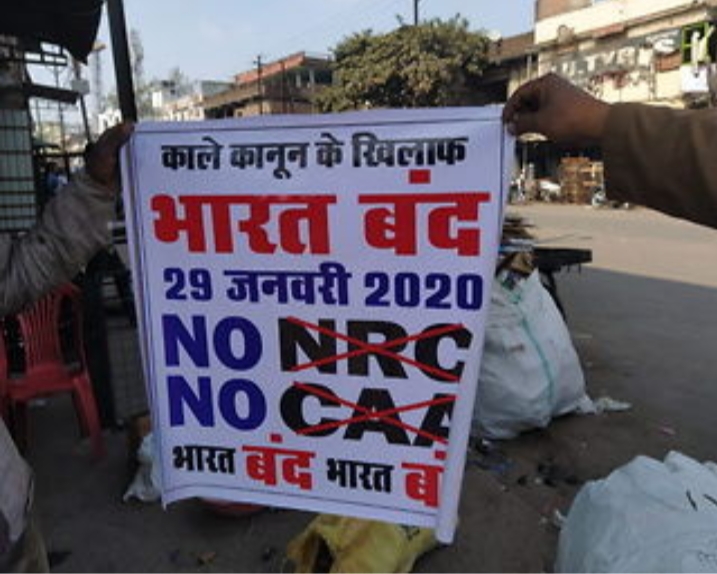 काले कानून के खिलाफ
भारत बंद
29 जनवरी 2020
NO NRC
NO CAA
भारत बंद भारत बं